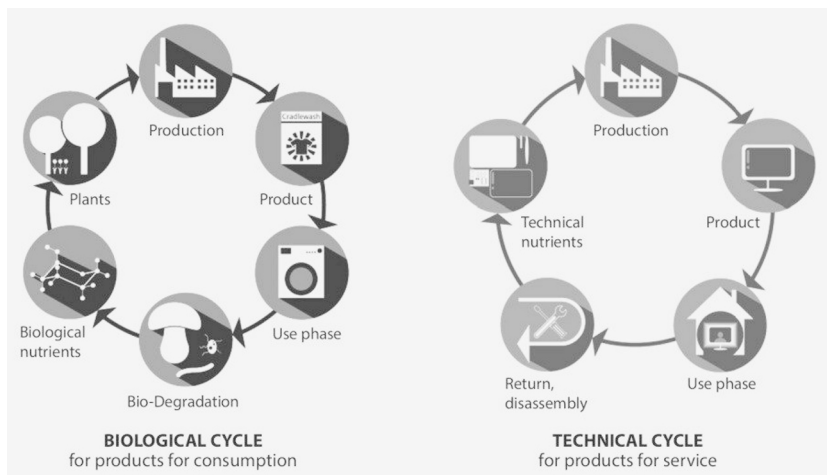 Production
Cradlewash
Product
Use phase
Bio-Degradation
Biological
nutrients
Plants
BIOLOGICAL CYCLE
for products for consumption
Production
Product
Use phase
Return,
disassembly
Technical
nutrients
TECHNICAL CYCLE
for products for service